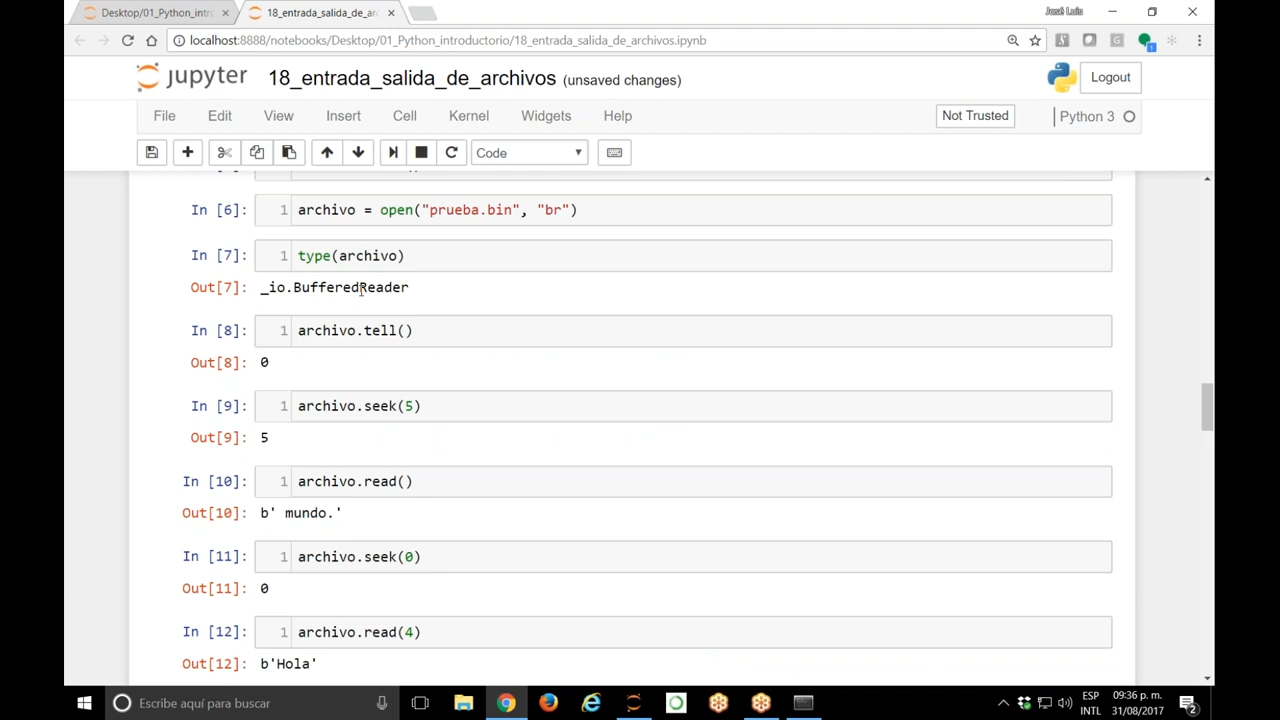 Desktop/01_Python_intro
18_entrada_salida_de_ar
José Luis
localhost:8888/notebooks/Desktop/01_Python_introductorio/18_entrada_salida_de_archivos.ipynb
jupyter 18_entrada_salida_de_archivos (unsaved changes) Logout
File Edit View Insert Cell Kernel Widgets Help Not Trusted Python 3
Code
In [6]: 1 archivo = open("prueba.bin", "br")
In [7]: 1 type(archivo)
Out[7]: _io.BufferedReader
In [8]: 1 archivo.tell()
Out[8]: 0
In [9]: 1 archivo.seek(5)
Out[9]: 5
In [10]: 1 archivo.read()
Out[10]: b' mundo.'
In [11]: 1 archivo.seek(0)
Out[11]: 0
In [12]: 1 archivo.read(4)
Out[12]: b'Hola'
Escribe aquí para buscar
ESP 09:36 p. m.
INTL 31/08/2017
2